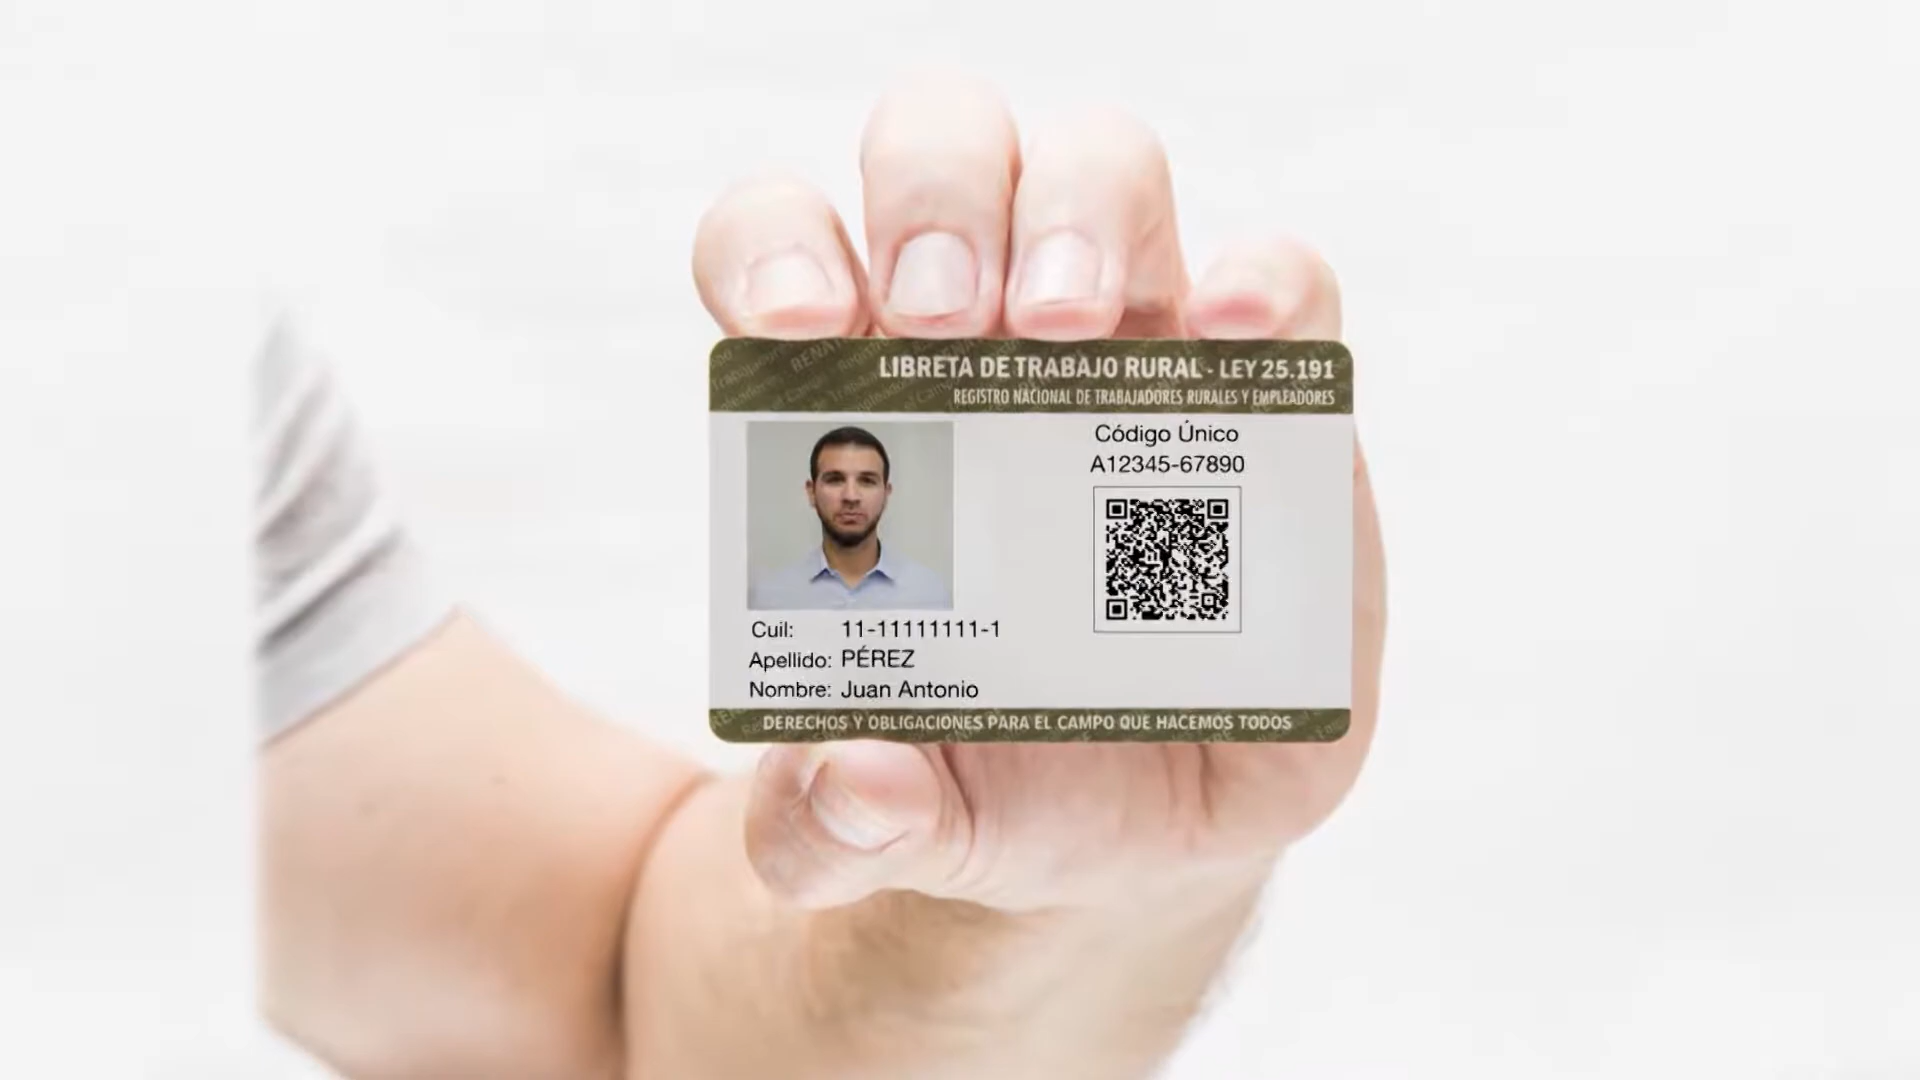 LIBRETA DE TRABAJO RURAL - LEY 25.191
REGISTRO NACIONAL DE TRABAJADORES RURALES Y EMPLEADORES
Código Único
A12345-67890
Cuil: 11-11111111-1
Apellido: PÉREZ
Nombre: Juan Antonio
DERECHOS Y OBLIGACIONES PARA EL CAMPO QUE HACEMOS TODOS